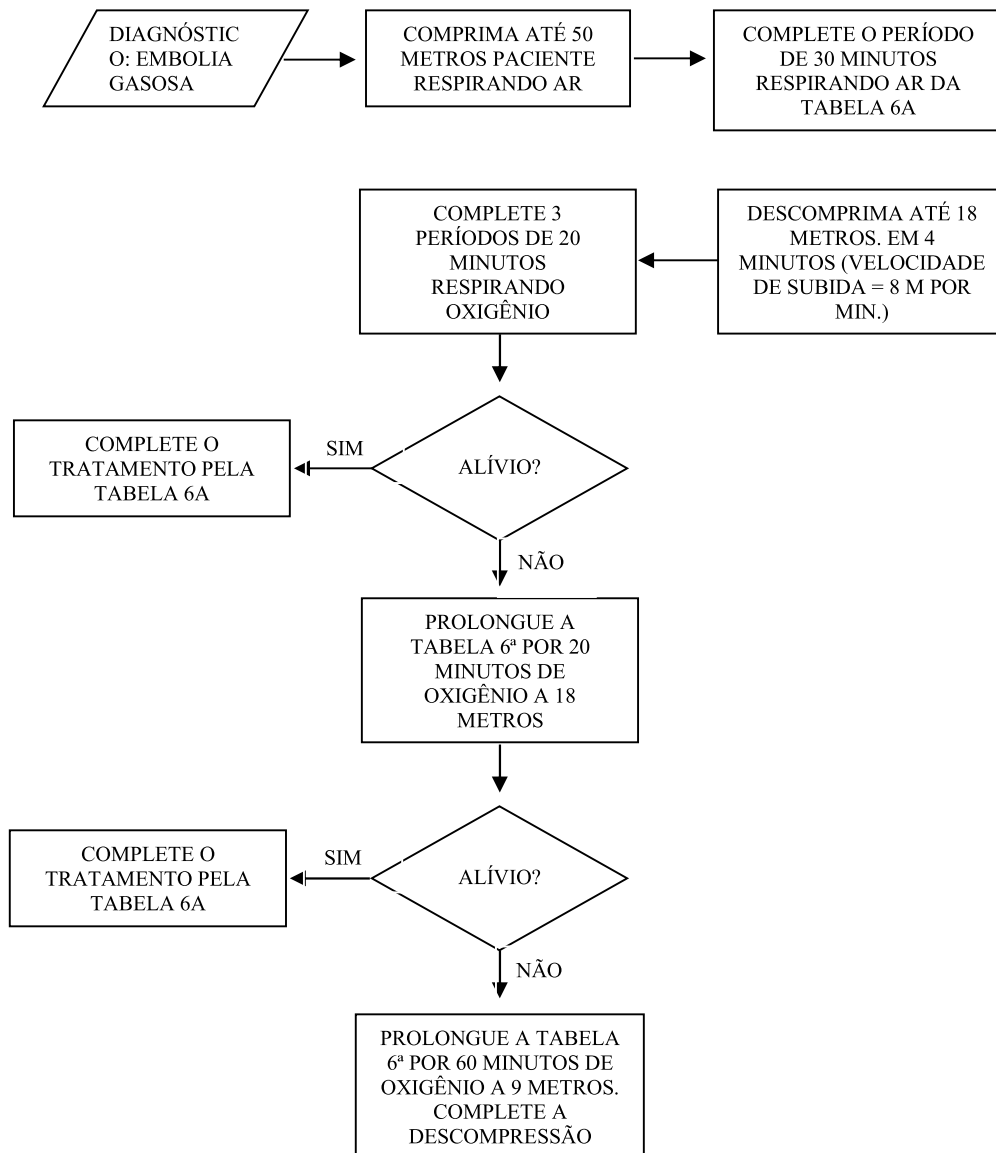 DIAGNÓSTIC
O: EMBOLIA
GASOSA
COMPRIMA ATÉ 50
METROS PACIENTE
RESPIRANDO AR
COMPLETE O PERÍODO
DE 30 MINUTOS
RESPIRANDO AR DA
TABELA 6A
DESCOMPRIMA ATÉ 18
METROS. EM 4
MINUTOS (VELOCIDADE
DE SUBIDA = 8 M POR
MIN.)
COMPLETE 3
PERÍODOS DE 20
MINUTOS
RESPIRANDO
OXIGÊNIO
ALÍVIO?
SIM
COMPLETE O
TRATAMENTO PELA
TABELA 6A
NÃO
PROLONGUE A
TABELA 6ª POR 20
MINUTOS DE
OXIGÊNIO A 18
METROS
ALÍVIO?
SIM
COMPLETE O
TRATAMENTO PELA
TABELA 6A
NÃO
PROLONGUE A TABELA
6ª POR 60 MINUTOS DE
OXIGÊNIO A 9 METROS.
COMPLETE A
DESCOMPRESSÃO